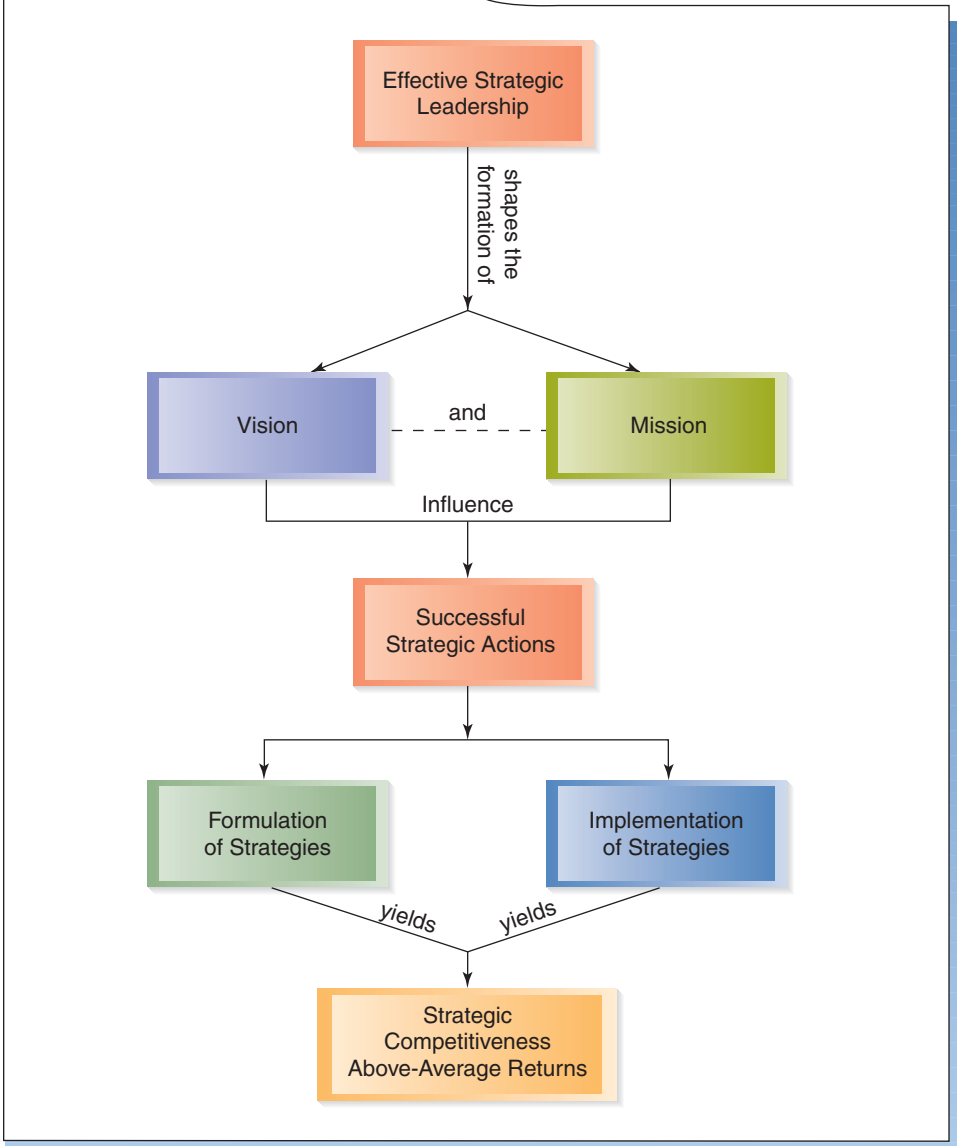 Effective Strategic
Leadership
shapes the
formation of
Vision
and
Mission
Influence
Successful
Strategic Actions
Formulation
of Strategies
Implementation
of Strategies
yields
yields
Strategic
Competitiveness
Above-Average Returns